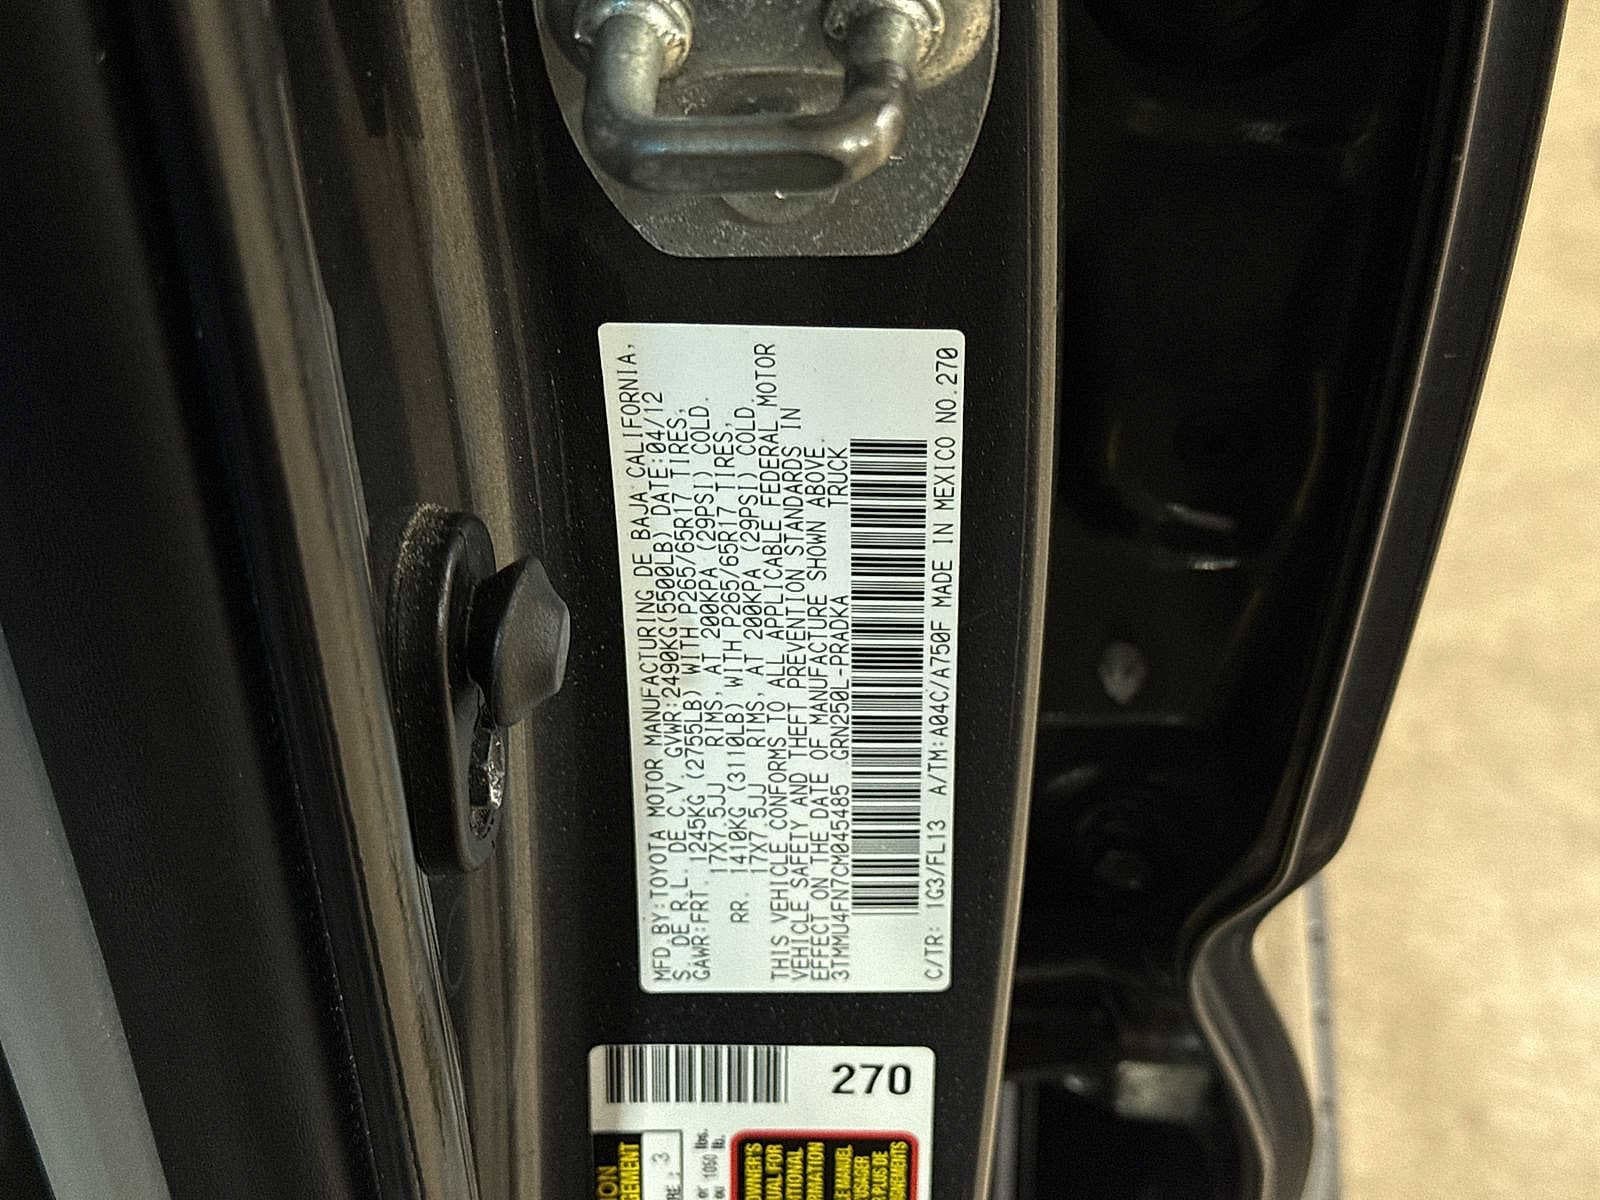 MFD.BY:TOYOTA MOTOR MANUFACTURING DE BAJA CALIFORNIA,
S. DE R.L. DE C.V. GVWR:2490KG(5500LB) DATE:04/12
GAWR:FRT. 1245KG (2755LB) WITH P265/65R17 TIRES,
17X7.5JJ RIMS, AT 200KPA (29PSI) COLD.
RR. 1410KG (3110LB) WITH P265/65R17 TIRES,
17X7.5JJ RIMS, AT 200KPA (29PSI) COLD.
THIS VEHICLE CONFORMS TO ALL APPLICABLE FEDERAL MOTOR
VEHICLE SAFETY AND THEFT PREVENTION STANDARDS IN
EFFECT ON THE DATE OF MANUFACTURE SHOWN ABOVE.
3TMMU4FN7CM045485 GRN250L-PRADKA TRUCK
C/TR: 1G3/FL13 A/TM:A04C/A750F MADE IN MEXICO NO.270
270
3
1060 lb.